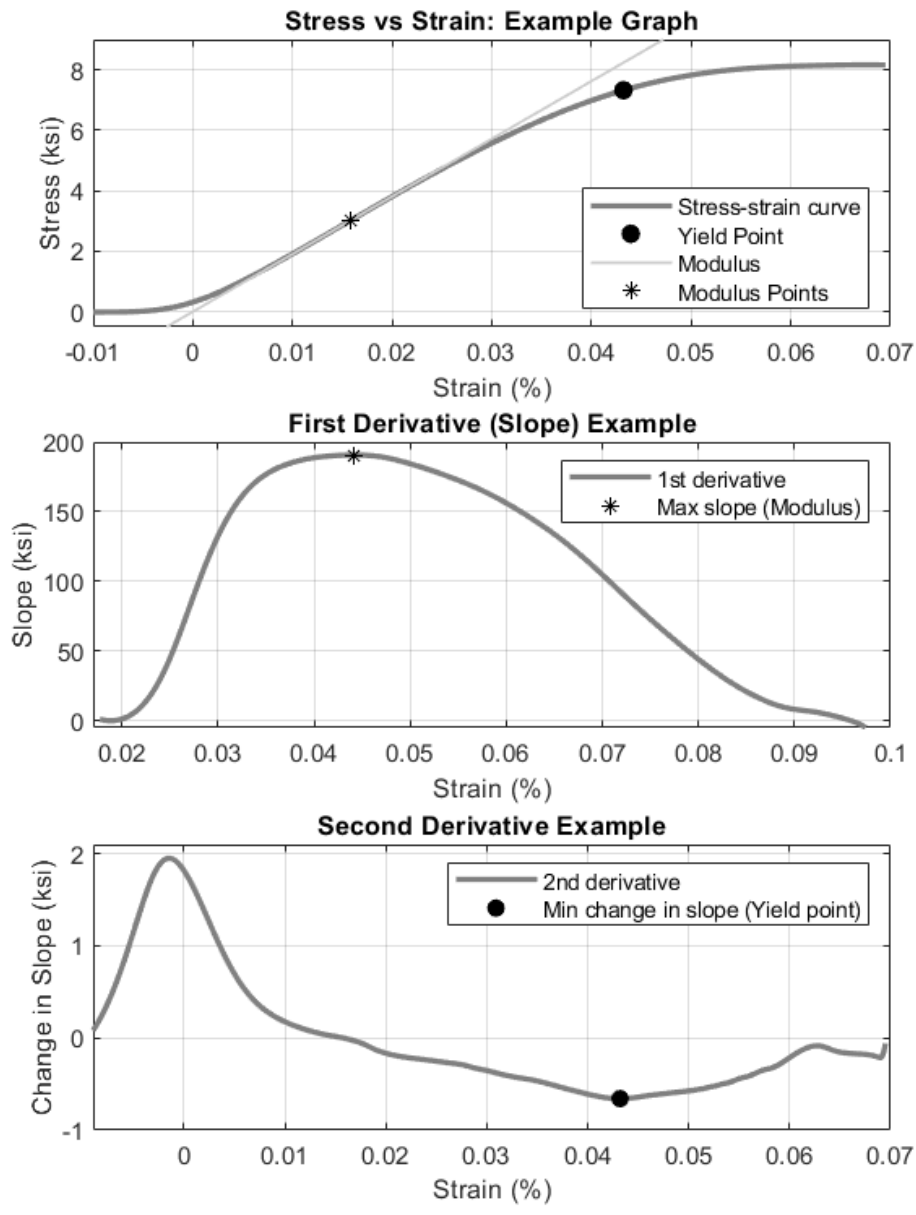 Stress vs Strain: Example Graph
8
6
4
2
0
Stress (ksi)
Stress-strain curve
Yield Point
Modulus
Modulus Points
-0.01 0 0.01 0.02 0.03 0.04 0.05 0.06 0.07
Strain (%)
First Derivative (Slope) Example
200
150
100
50
0
Slope (ksi)
1st derivative
Max slope (Modulus)
0.02 0.03 0.04 0.05 0.06 0.07 0.08 0.09 0.1
Strain (%)
Second Derivative Example
2
1
0
-1
Change in Slope (ksi)
2nd derivative
Min change in slope (Yield point)
0 0.01 0.02 0.03 0.04 0.05 0.06 0.07
Strain (%)